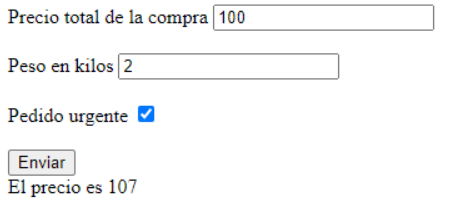 Precio total de la compra 100
Peso en kilos 2
Pedido urgente
Enviar
El precio es 107